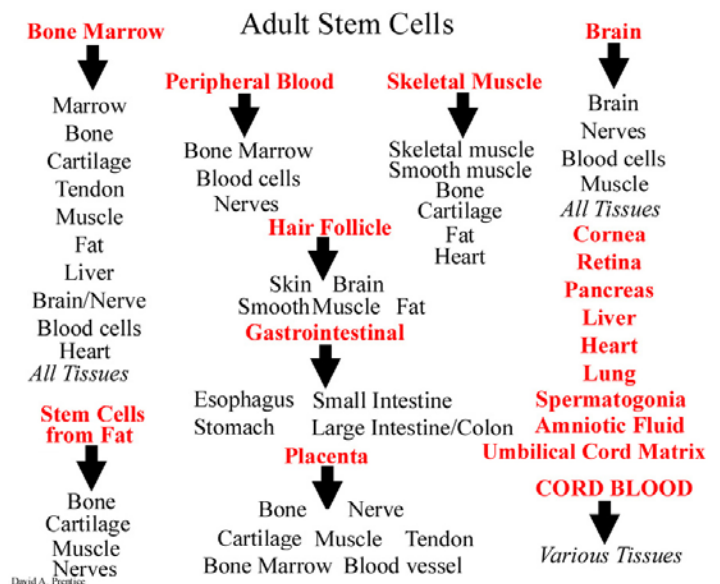 Adult Stem Cells
Bone Marrow
Marrow
Bone
Cartilage
Tendon
Muscle
Fat
Liver
Brain/Nerve
Blood cells
Heart
All Tissues
Stem Cells
from Fat
Bone
Cartilage
Muscle
Nerves
David A. Prentice
Peripheral Blood
Bone Marrow
Blood cells
Nerves
Hair Follicle
Skin Brain
Smooth Muscle Fat
Gastrointestinal
Esophagus Small Intestine
Stomach Large Intestine/Colon
Placenta
Bone Nerve
Cartilage Muscle Tendon
Bone Marrow Blood vessel
Skeletal Muscle
Skeletal muscle
Smooth muscle
Bone
Cartilage
Fat
Heart
Brain
Brain
Nerves
Blood cells
Muscle
All Tissues
Cornea
Retina
Pancreas
Liver
Heart
Lung
Spermatogonia
Amniotic Fluid
Umbilical Cord Matrix
CORD BLOOD
Various Tissues